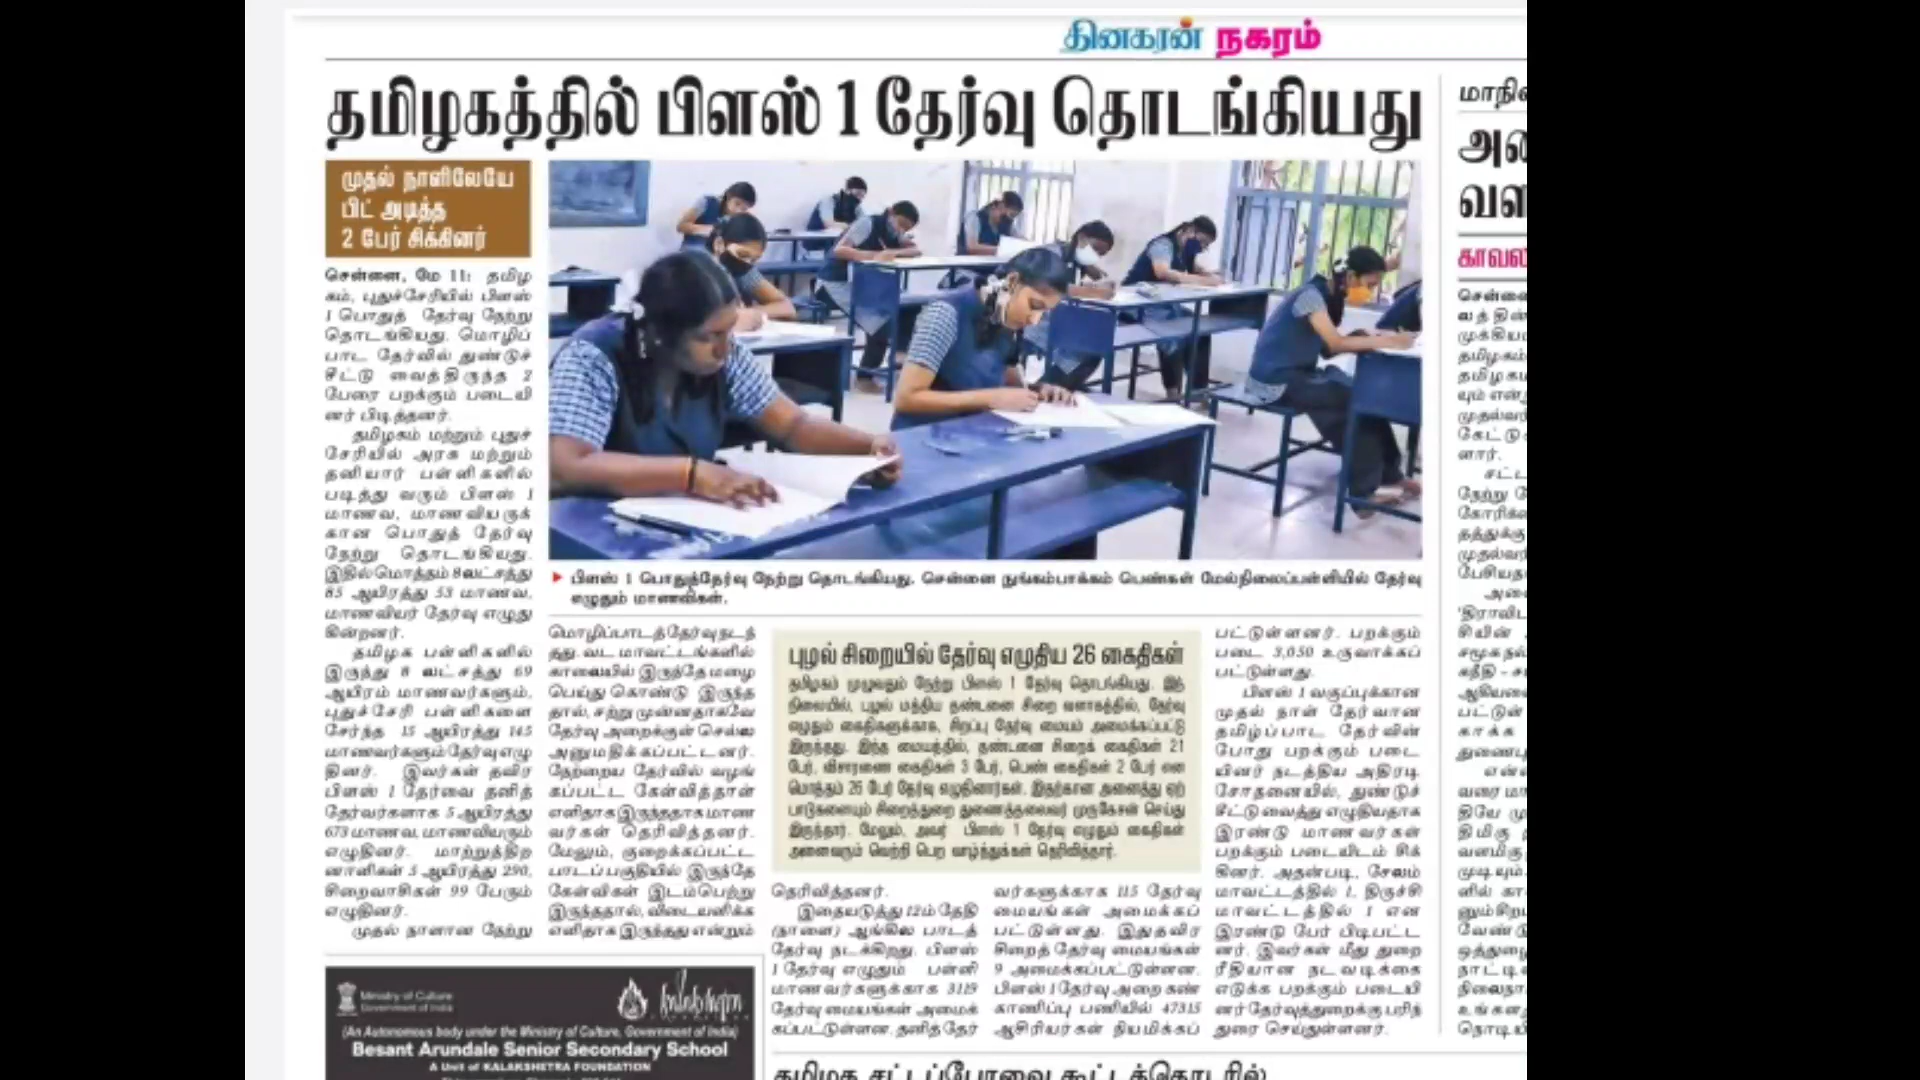 தினகரன் நகரம்
தமிழகத்தில் பிளஸ் 1 தேர்வு தொடங்கியது
முதல் நாளிலேயே
பிட் அடித்த
2 பேர் சிக்கினர்
சென்னை, மே 11: தமிழ
கம், புதுச்சேரியில் பிளஸ்
1 பொதுத் தேர்வு நேற்று
தொடங்கியது. மொழிப்
பாட தேர்வில் துண்டுச்
சீட்டு வைத்திருந்த 2
பேரை பறக்கும் படையி
னர் பிடித்தனர்.
தமிழகம் மற்றும் புதுச்
சேரியில் அரசு மற்றும்
தனியார் பள்ளிகளில்
படித்து வரும் பிளஸ் 1
மாணவ, மாணவியருக்
கான பொதுத் தேர்வு
நேற்று தொடங்கியது.
இதில் மொத்தம் 8 லட்சத்து
85 ஆயிரத்து 53 மாணவ,
மாணவியர் தேர்வு எழுது
கின்றனர்.
தமிழக பள்ளிகளில்
இருந்து 8 லட்சத்து 69
ஆயிரம் மாணவர்களும்,
புதுச்சேரி பள்ளிகளை
சேர்ந்த 15 ஆயிரத்து 145
மாணவர்களும் தேர்வு எழு
தினர். இவர்கள் தவிர
பிளஸ் 1 தேர்வை தனித்
தேர்வர்களாக 5 ஆயிரத்து
673 மாணவ, மாணவியரும்
எழுதினர். மாற்றுத்திற
னாளிகள் 5 ஆயிரத்து 290,
சிறைவாசிகள் 99 பேரும்
எழுதினர்.
முதல் நாளான நேற்று
பிளஸ் 1 பொதுத்தேர்வு நேற்று தொடங்கியது. சென்னை நுங்கம்பாக்கம் பெண்கள் மேல்நிலைப்பள்ளியில் தேர்வு
எழுதும் மாணவிகள்.
மொழிப்பாடத் தேர்வு நடந்
தது. வட மாவட்டங்களில்
காலையில் இருந்தே மழை
பெய்து கொண்டு இருந்த
தால், சற்று முன்னதாகவே
தேர்வு அறைக்குள் செல்ல
அனுமதிக்கப்பட்டனர்.
நேற்றைய தேர்வில் வழங்
கப்பட்ட கேள்வித்தாள்
எளிதாக இருந்ததாக மாண
வர்கள் தெரிவித்தனர்.
மேலும், குறைக்கப்பட்ட
பாடப்பகுதியில் இருந்தே
கேள்விகள் இடம்பெற்று
இருந்ததால், விடையளிக்க
எளிதாக இருந்தது என்றும்
புழல் சிறையில் தேர்வு எழுதிய 26 கைதிகள்
தமிழகம் முழுவதும் நேற்று பிளஸ் 1 தேர்வு தொடங்கியது. இந்
நிலையில், புழல் மத்திய தண்டனை சிறை வளாகத்தில், தேர்வு
எழுதும் கைதிகளுக்காக, சிறப்பு தேர்வு மையம் அமைக்கப்பட்டு
இருந்தது. இந்த மையத்தில், தண்டனை சிறைக் கைதிகள் 21
பேர், விசாரணை கைதிகள் 3 பேர், பெண் கைதிகள் 2 பேர் என
மொத்தம் 26 பேர் தேர்வு எழுதினார்கள். இதற்கான அனைத்து ஏற்
பாடுகளையும் சிறைத்துறை துணைத்தலைவர் முருகேசன் செய்து
இருந்தார். மேலும், அவர் பிளஸ் 1 தேர்வு எழுதும் கைதிகள்
அனைவரும் வெற்றி பெற வாழ்த்துக்கள் தெரிவித்தார்.
தெரிவித்தனர்.
இதையடுத்து 12ம் தேதி
(நாளை) ஆங்கில பாடத்
தேர்வு நடக்கிறது. பிளஸ்
1 தேர்வு எழுதும் பள்ளி
மாணவர்களுக்காக 3119
தேர்வு மையங்கள் அமைக்
கப்பட்டுள்ளன. தனித் தேர்
வர்களுக்காக 115 தேர்வு
மையங்கள் அமைக்கப்
பட்டுள்ளது. இதுதவிர
சிறைத் தேர்வு மையங்கள்
9 அமைக்கப்பட்டுள்ளன.
பிளஸ் 1 தேர்வு அறை கண்
காணிப்பு பணியில் 47315
ஆசிரியர்கள் நியமிக்கப்
பட்டுள்ளனர். பறக்கும்
படை 3,050 உருவாக்கப்
பட்டுள்ளது.
பிளஸ் 1 வகுப்புக்கான
முதல் நாள் தேர்வான
தமிழ்ப்பாட தேர்வின்
போது பறக்கும் படை
யினர் நடத்திய அதிரடி
சோதனையில், துண்டுச்
சீட்டு வைத்து எழுதியதாக
இரண்டு மாணவர்கள்
பறக்கும் படையிடம் சிக்
கினர். அதன்படி, சேலம்
மாவட்டத்தில் 1, திருச்சி
மாவட்டத்தில் 1 என
இரண்டு பேர் பிடிபட்ட
னர். இவர்கள் மீது துறை
ரீதியான நடவடிக்கை
எடுக்க பறக்கும் படையி
னர் தேர்வுத்துறைக்கு பரிந்
துரை செய்துள்ளனர்.
Ministry of Culture
Government of India
(An Autonomous body under the Ministry of Culture, Government of India)
Besant Arundale Senior Secondary School
A Unit of KALAKSHETRA FOUNDATION
தமிழக சட்டப்பேரவை கூட்டத்தொடரில்
காவல்